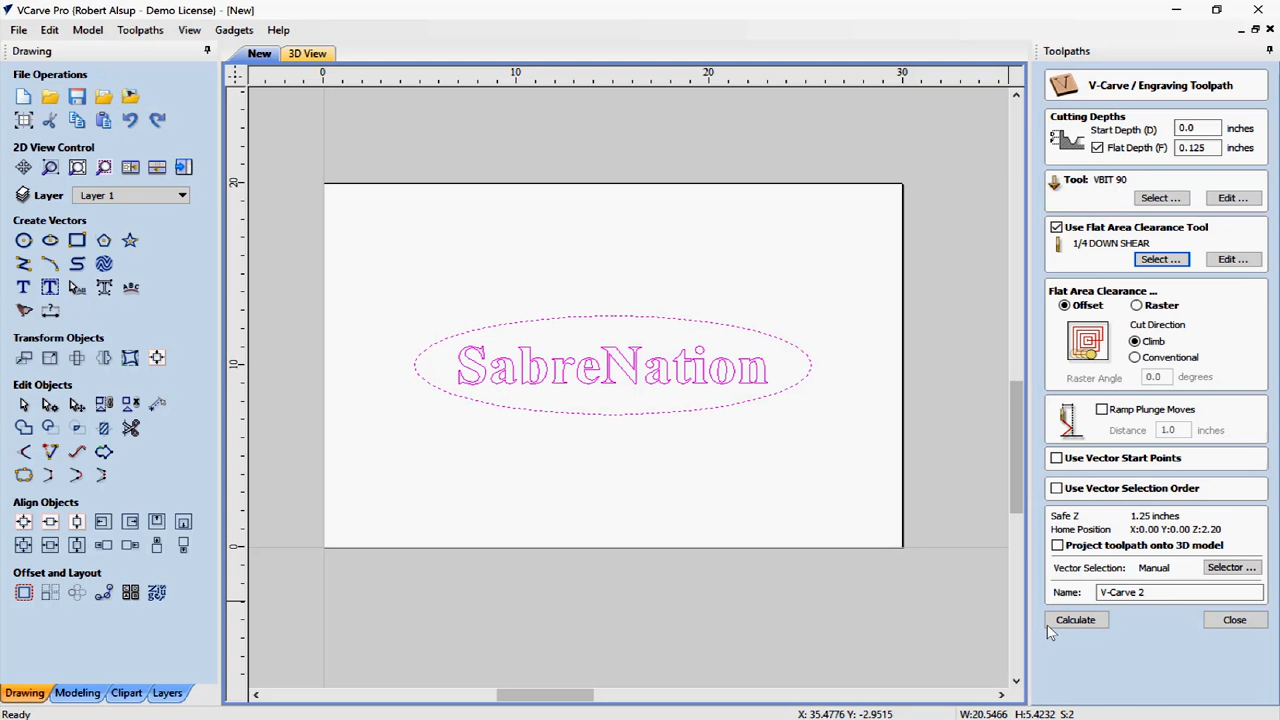 VCarve Pro (Robert Alsup - Demo License) - [New]
File Edit Model Toolpaths View Gadgets Help
Drawing
File Operations
2D View Control
Layer Layer 1
Create Vectors
Transform Objects
Edit Objects
Align Objects
Offset and Layout
Drawing Modeling Clipart Layers
Ready
New 3D View
0 10 20 30
20
10
0
SabreNation
X: 35.4776 Y: -2.9515
W:20.5466 H:5.4232 S:2
Toolpaths
V-Carve / Engraving Toolpath
Cutting Depths
Start Depth (D) 0.0 inches
Flat Depth (F) 0.125 inches
Tool: VBIT 90
Select ... Edit ...
Use Flat Area Clearance Tool
1/4 DOWN SHEAR
Select ... Edit ...
Flat Area Clearance ...
Offset Raster
Cut Direction
Climb
Conventional
Raster Angle 0.0 degrees
Ramp Plunge Moves
Distance 1.0 inches
Use Vector Start Points
Use Vector Selection Order
Safe Z 1.25 inches
Home Position X:0.00 Y:0.00 Z:2.20
Project toolpath onto 3D model
Vector Selection: Manual Selector ...
Name: V-Carve 2
Calculate Close